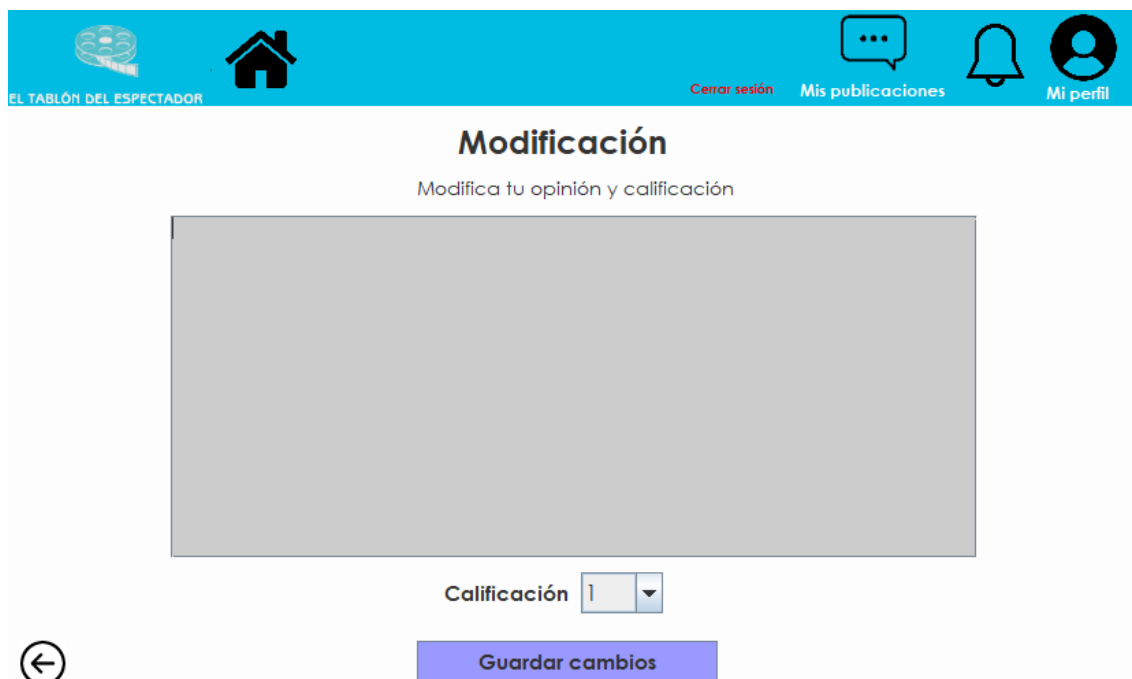 EL TABLÓN DEL ESPECTADOR
Cerrar sesión
Mis publicaciones
Mi perfil
Modificación
Modifica tu opinión y calificación
Calificación 1
Guardar cambios